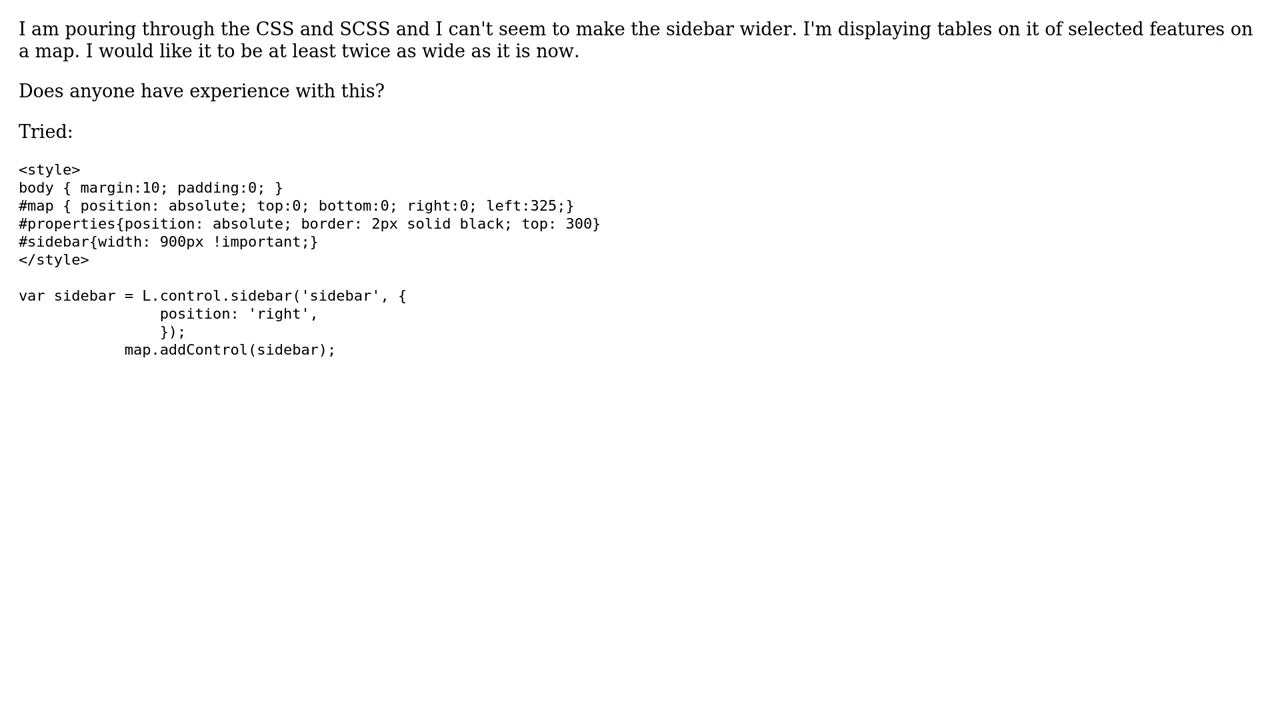 I am pouring through the CSS and SCSS and I can't seem to make the sidebar wider. I'm displaying tables on it of selected features on
a map. I would like it to be at least twice as wide as it is now.
Does anyone have experience with this?
Tried:
<style>
body { margin:10; padding:0; }
#map { position: absolute; top:0; bottom:0; right:0; left:325;}
#properties{position: absolute; border: 2px solid black; top: 300}
#sidebar{width: 900px !important;}
</style>
var sidebar = L.control.sidebar('sidebar', {
position: 'right',
});
map.addControl(sidebar);